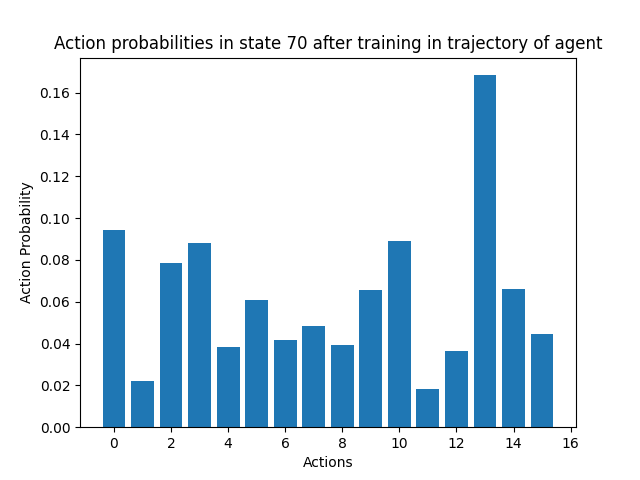 Action probabilities in state 70 after training in trajectory of agent
0.16
0.14
0.12
0.10
0.08
0.06
0.04
0.02
0.00
Action Probability
0 2 4 6 8 10 12 14 16
Actions